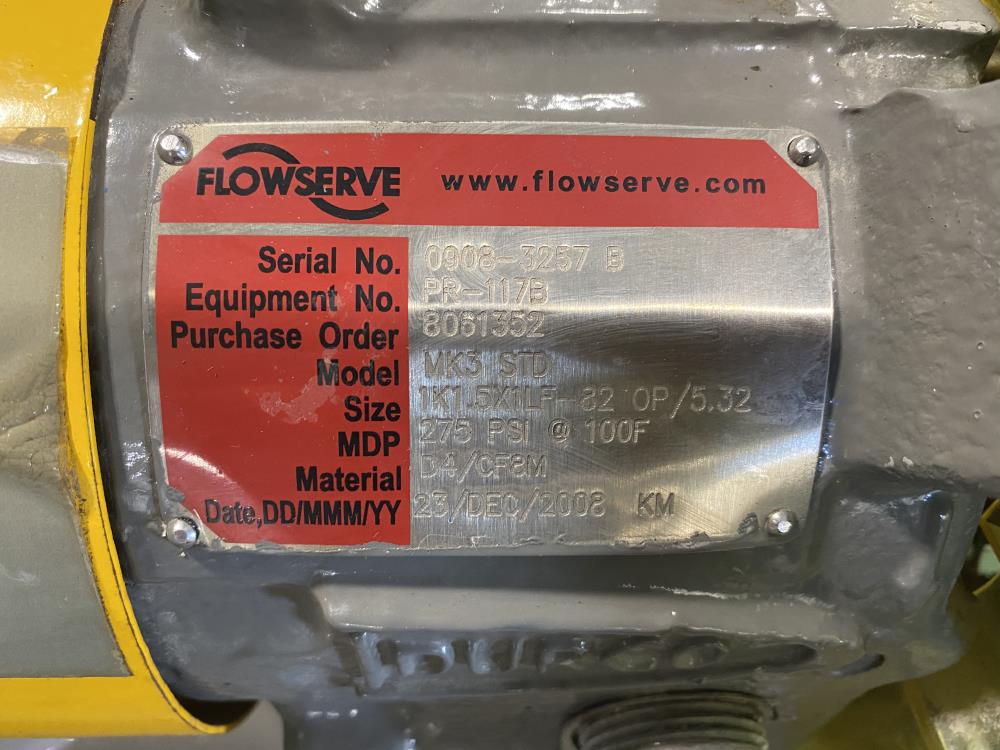 FLOWSERVE www.flowserve.com
Serial No. 0908-3257 B
Equipment No. PR-117B
Purchase Order 8061352
Model MK3 STD
Size 1K1.5X1LF-82 OP/5.32
MDP 275 PSI @ 100F
Material D4/CF8M
Date,DD/MMM/YY 23/DEC/2008 KM
DURCO